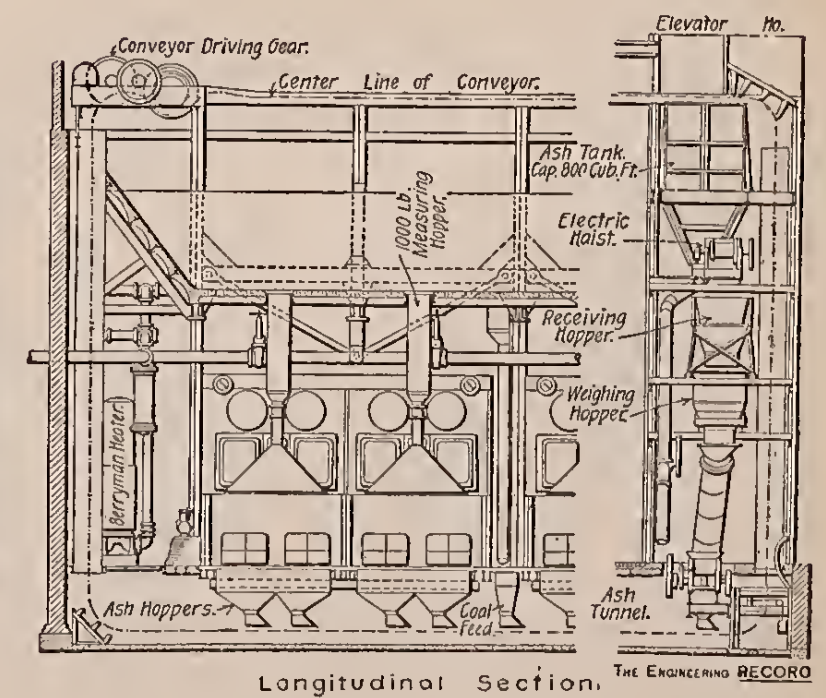 Elevator Ho.
Conveyor Driving Gear.
Center Line of Conveyor.
Ash Tank.
Cap. 800 Cub. Ft.
1000 Lb.
Measuring
Hopper.
Electric
Hoist.
Receiving
Hopper.
Weighing
Hopper.
Berryman Heater.
Ash Hoppers.
Coal
Feed.
Ash
Tunnel.
Longitudinal Section.
THE ENGINEERING RECORD